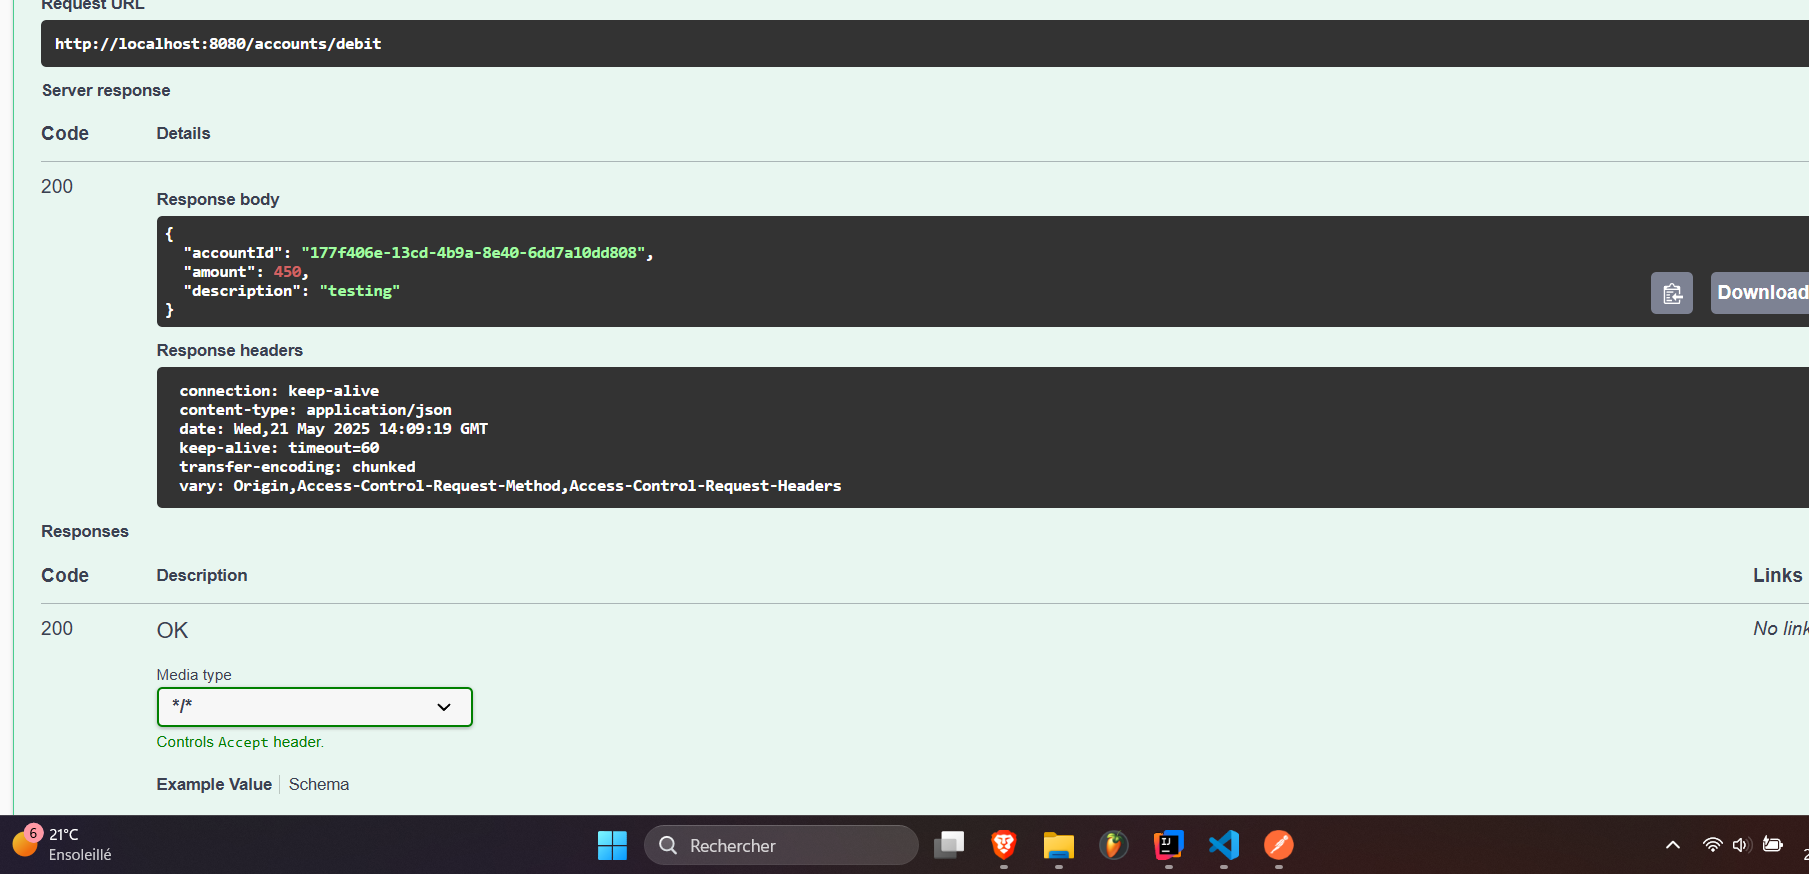 Request URL
http://localhost:8080/accounts/debit
Server response
Code Details
200
Response body
{
"accountId": "177f406e-13cd-4b9a-8e40-6dd7a10dd808",
"amount": 450,
"description": "testing"
}
Download
Response headers
connection: keep-alive
content-type: application/json
date: Wed,21 May 2025 14:09:19 GMT
keep-alive: timeout=60
transfer-encoding: chunked
vary: Origin,Access-Control-Request-Method,Access-Control-Request-Headers
Responses
Code Description Links
200 OK No link
Media type
*/*
Controls Accept header.
Example Value Schema
6 21°C
Ensoleillé
Rechercher
IJ